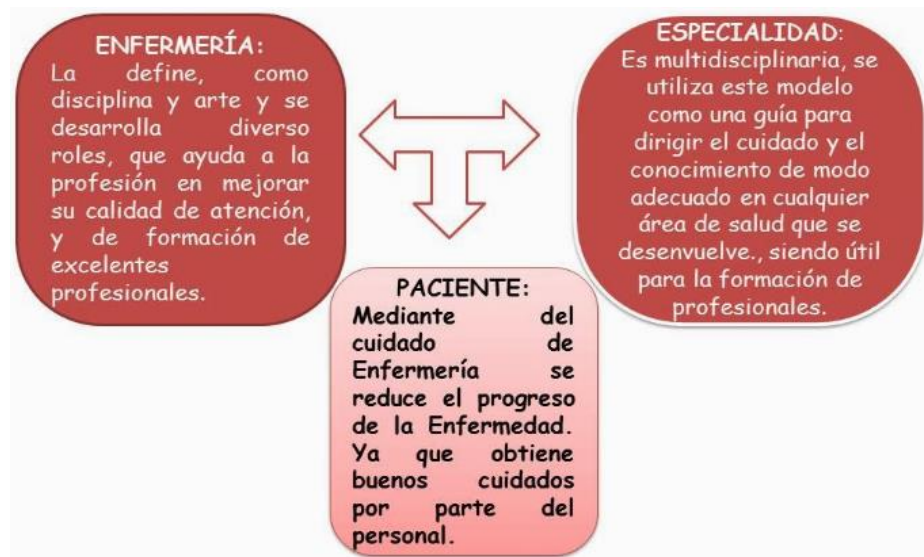 ENFERMERÍA:
La define, como
disciplina y arte y se
desarrolla diverso
roles, que ayuda a la
profesión en mejorar
su calidad de atención,
y de formación de
excelentes
profesionales.
ESPECIALIDAD:
Es multidisciplinaria, se
utiliza este modelo
como una guía para
dirigir el cuidado y el
conocimiento de modo
adecuado en cualquier
área de salud que se
desenvuelve., siendo útil
para la formación de
profesionales.
PACIENTE:
Mediante del
cuidado de
Enfermería se
reduce el progreso
de la Enfermedad.
Ya que obtiene
buenos cuidados
por parte del
personal.